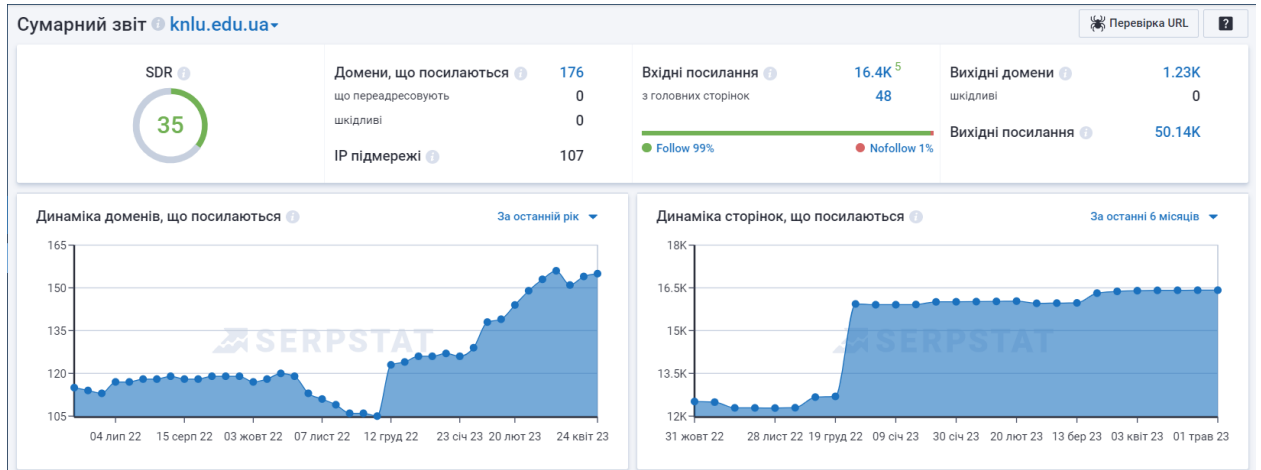 Сумарний звіт knlu.edu.ua
Перевірка URL
?
SDR
35
Домени, що посилаються 176
що переадресовують 0
шкідливі 0
IP підмережі 107
Вхідні посилання 16.4K 5
з головних сторінок 48
Follow 99% Nofollow 1%
Вихідні домени 1.23K
шкідливі 0
Вихідні посилання 50.14K
Динаміка доменів, що посилаються За останній рік
165
150
135
120
105
SERPSTAT
04 лип 22 15 серп 22 03 жовт 22 07 лист 22 12 груд 22 23 січ 23 20 лют 23 24 квіт 23
Динаміка сторінок, що посилаються За останні 6 місяців
18K
16.5K
15K
13.5K
12K
SERPSTAT
31 жовт 22 28 лист 22 19 груд 22 09 січ 23 30 січ 23 20 лют 23 13 бер 23 03 квіт 23 01 трав 23